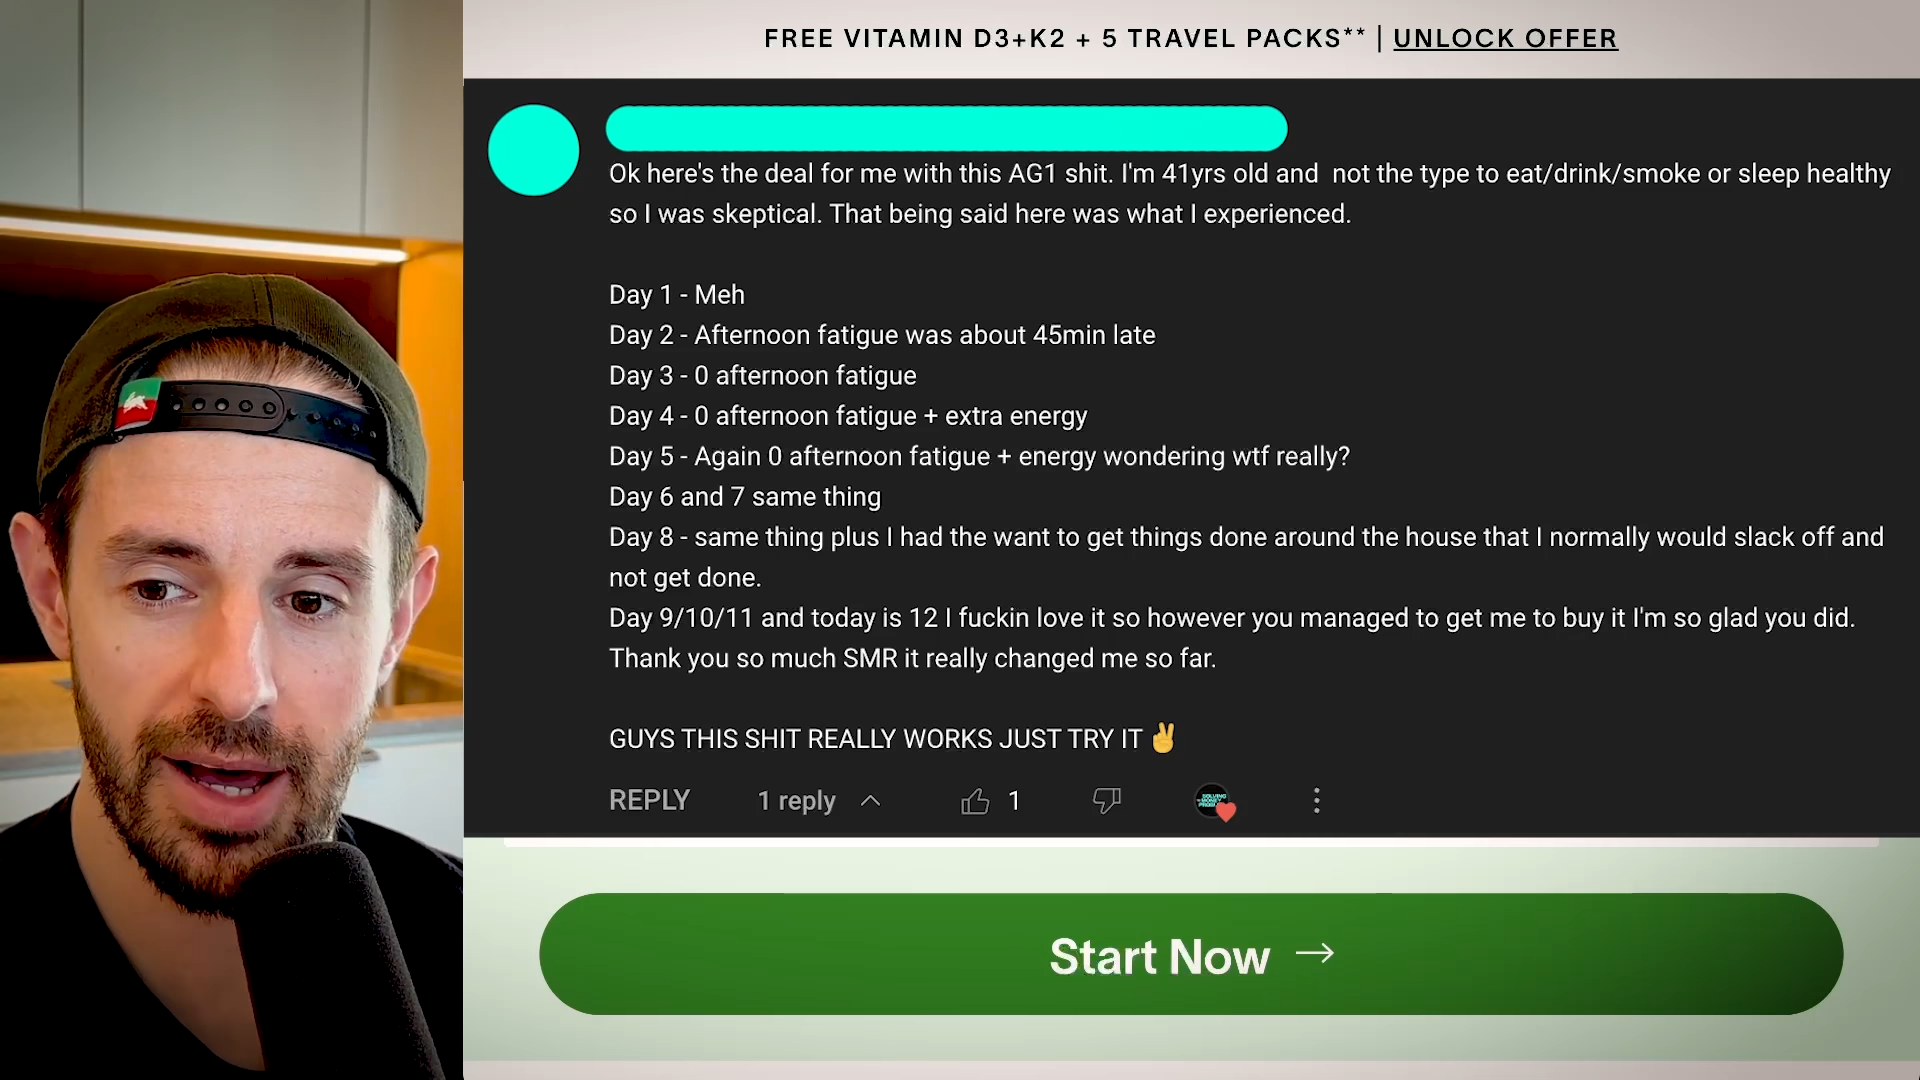 FREE VITAMIN D3+K2 + 5 TRAVEL PACKS** | UNLOCK OFFER
Ok here's the deal for me with this AG1 shit. I'm 41yrs old and  not the type to eat/drink/smoke or sleep healthy
so I was skeptical. That being said here was what I experienced.
Day 1 - Meh
Day 2 - Afternoon fatigue was about 45min late
Day 3 - 0 afternoon fatigue
Day 4 - 0 afternoon fatigue + extra energy
Day 5 - Again 0 afternoon fatigue + energy wondering wtf really?
Day 6 and 7 same thing
Day 8 - same thing plus I had the want to get things done around the house that I normally would slack off and
not get done.
Day 9/10/11 and today is 12 I fuckin love it so however you managed to get me to buy it I'm so glad you did.
Thank you so much SMR it really changed me so far.
GUYS THIS SHIT REALLY WORKS JUST TRY IT ✌
REPLY 1 reply 1
Start Now →